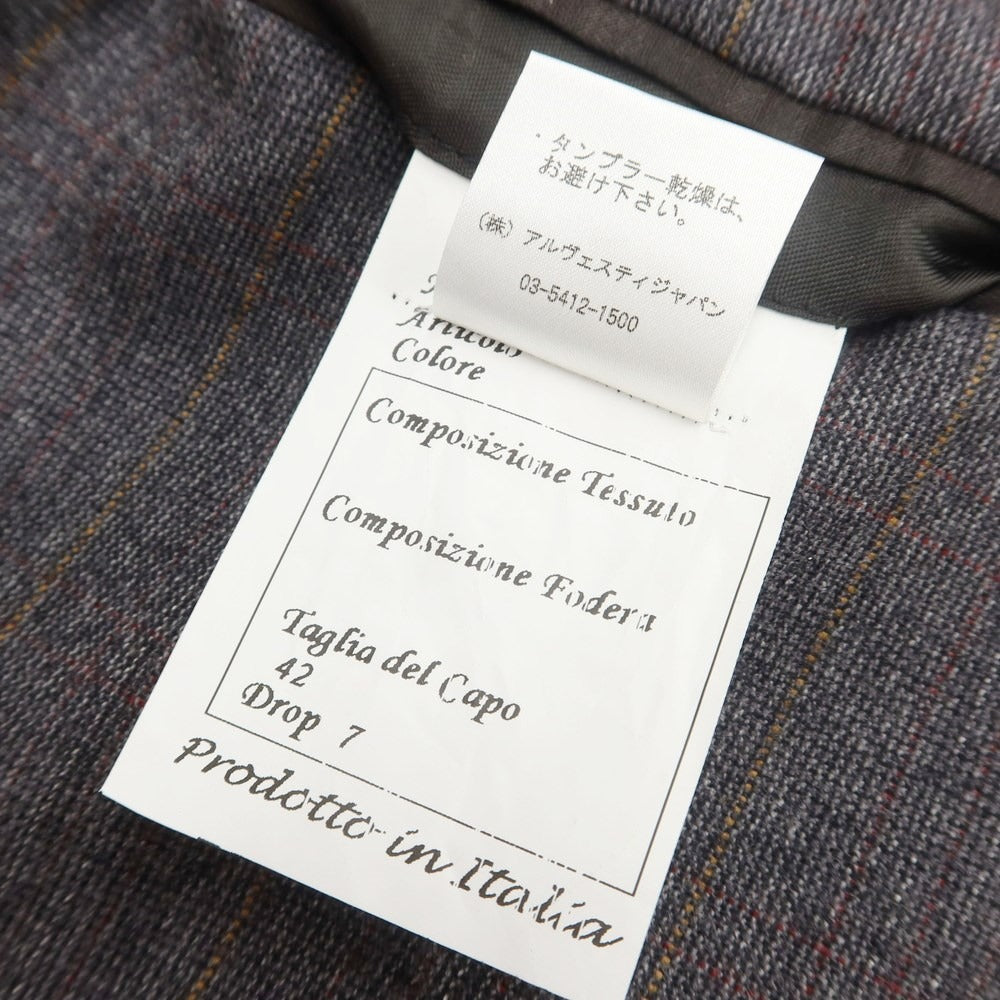 タンブラー乾燥は、
お避け下さい。
(株) アルヴェスティジャパン
03-5412-1500
Articolo
Colore
Composizione Tessuto
Composizione Fodera
Taglia del Capo
42
Drop 7
Prodotto in Italia